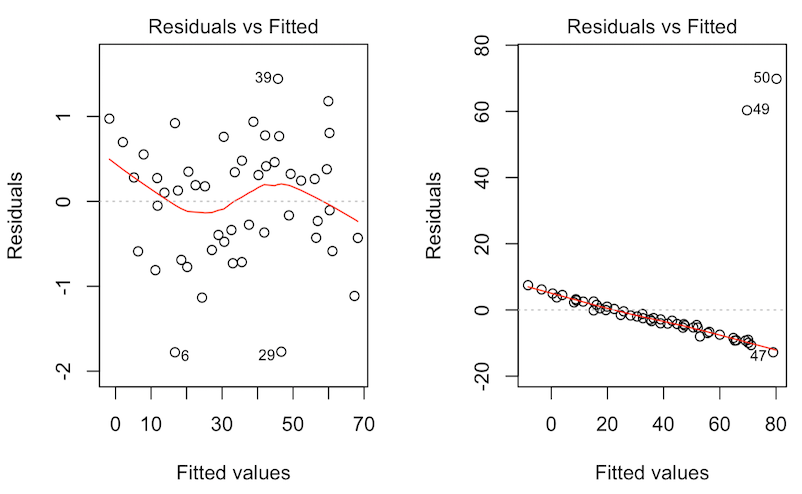 Residuals vs Fitted
Residuals
1
0
-1
-2
39
6
29
0 10 30 50 70
Fitted values
Residuals vs Fitted
Residuals
80
60
40
20
0
-20
50
49
47
0 20 40 60 80
Fitted values